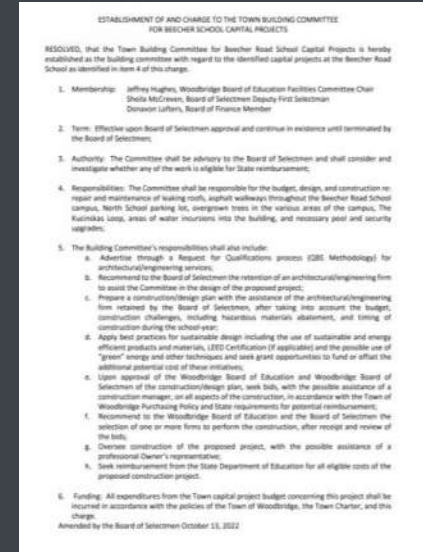 ESTABLISHMENT OF AND CHARGE TO THE TOWN BUILDING COMMITTEE
FOR BEECHER SCHOOL CAPITAL PROJECTS
RESOLVED, that the Town Building Committee for Beecher Road School Capital Projects is hereby
established as the building committee with regard to the identified capital projects at the Beecher Road
School as identified in item 4 of this charge.
1. Membership: Jeffrey Hughes, Woodbridge Board of Education Facilities Committee Chair
Sheila McCreven, Board of Selectmen Deputy First Selectman
Donavon Lofters, Board of Finance Member
2. Term: Effective upon Board of Selectmen approval and continue in existence until terminated by
the Board of Selectmen;
3. Authority: The Committee shall be advisory to the Board of Selectmen and shall consider and
investigate whether any of the work is eligible for State reimbursement;
4. Responsibilities: The Committee shall be responsible for the budget, design, and construction re:
repair and maintenance of leaking roofs, asphalt walkways throughout the Beecher Road School
campus, North School parking lot, overgrown trees in the various areas of the campus, The
Kucinskas Loop, areas of water incursions into the building, and necessary pool and security
upgrades;
5. The Building Committee's responsibilities shall also include:
a. Advertise through a Request for Qualifications process (QBS Methodology) for
architectural/engineering services;
b. Recommend to the Board of Selectmen the retention of an architectural/engineering firm
to assist the Committee in the design of the proposed project;
c. Prepare a construction/design plan with the assistance of the architectural/engineering
firm retained by the Board of Selectmen, after taking into account the budget,
construction challenges, including hazardous materials abatement, and timing of
construction during the school-year;
d. Apply best practices for sustainable design including the use of sustainable and energy
efficient products and materials, LEED Certification (if applicable) and the possible use of
"green" energy and other techniques and seek grant opportunities to fund or offset the
additional potential cost of these initiatives;
e. Upon approval of the Woodbridge Board of Education and Woodbridge Board of
Selectmen of the construction/design plan, seek bids, with the possible assistance of a
construction manager, on all aspects of the construction, in accordance with the Town of
Woodbridge Purchasing Policy and State requirements for potential reimbursement;
f. Recommend to the Woodbridge Board of Education and the Board of Selectmen the
selection of one or more firms to perform the construction, after receipt and review of
the bids;
g. Oversee construction of the proposed project, with the possible assistance of a
professional Owner's representative;
h. Seek reimbursement from the State Department of Education for all eligible costs of the
proposed construction project.
6. Funding: All expenditures from the Town capital project budget concerning this project shall be
incurred in accordance with the policies of the Town of Woodbridge, the Town Charter, and this
charge.
Amended by the Board of Selectmen October 13, 2022